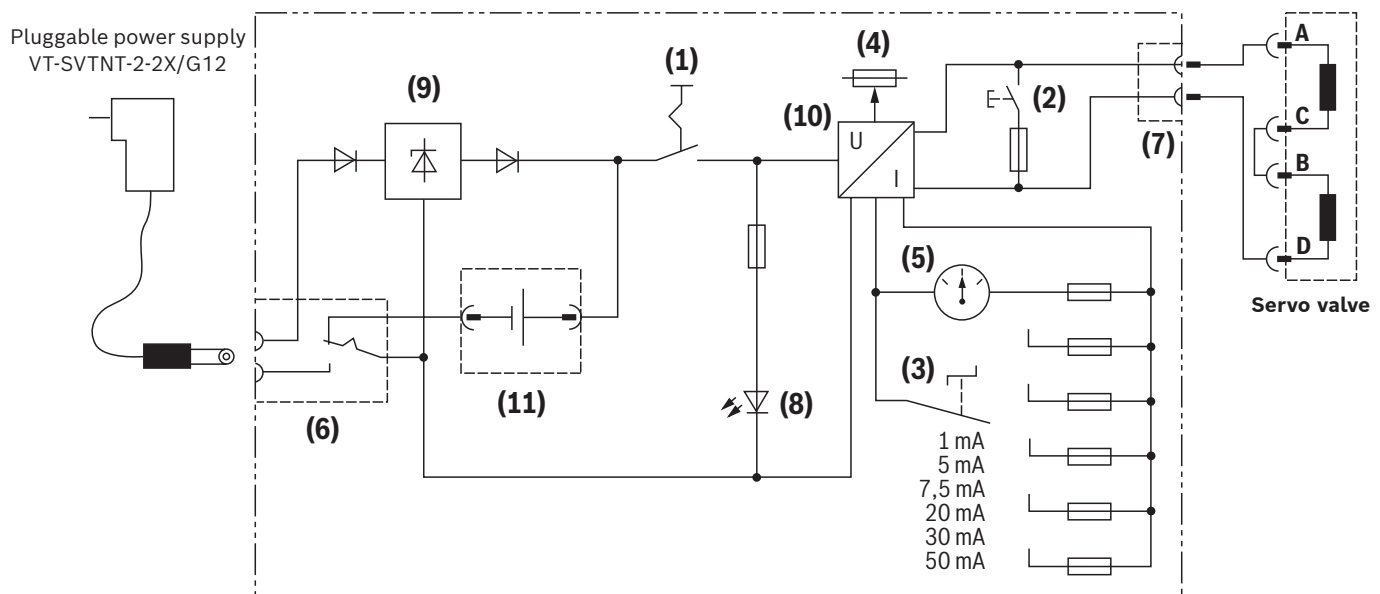 Pluggable power supply
VT-SVTNT-2-2X/G12
(9)
(1)
(4)
(10)
U
I
(2)
(7)
A
C
B
D
Servo valve
(5)
(3)
1 mA
5 mA
7,5 mA
20 mA
30 mA
50 mA
(6)
(11)
(8)